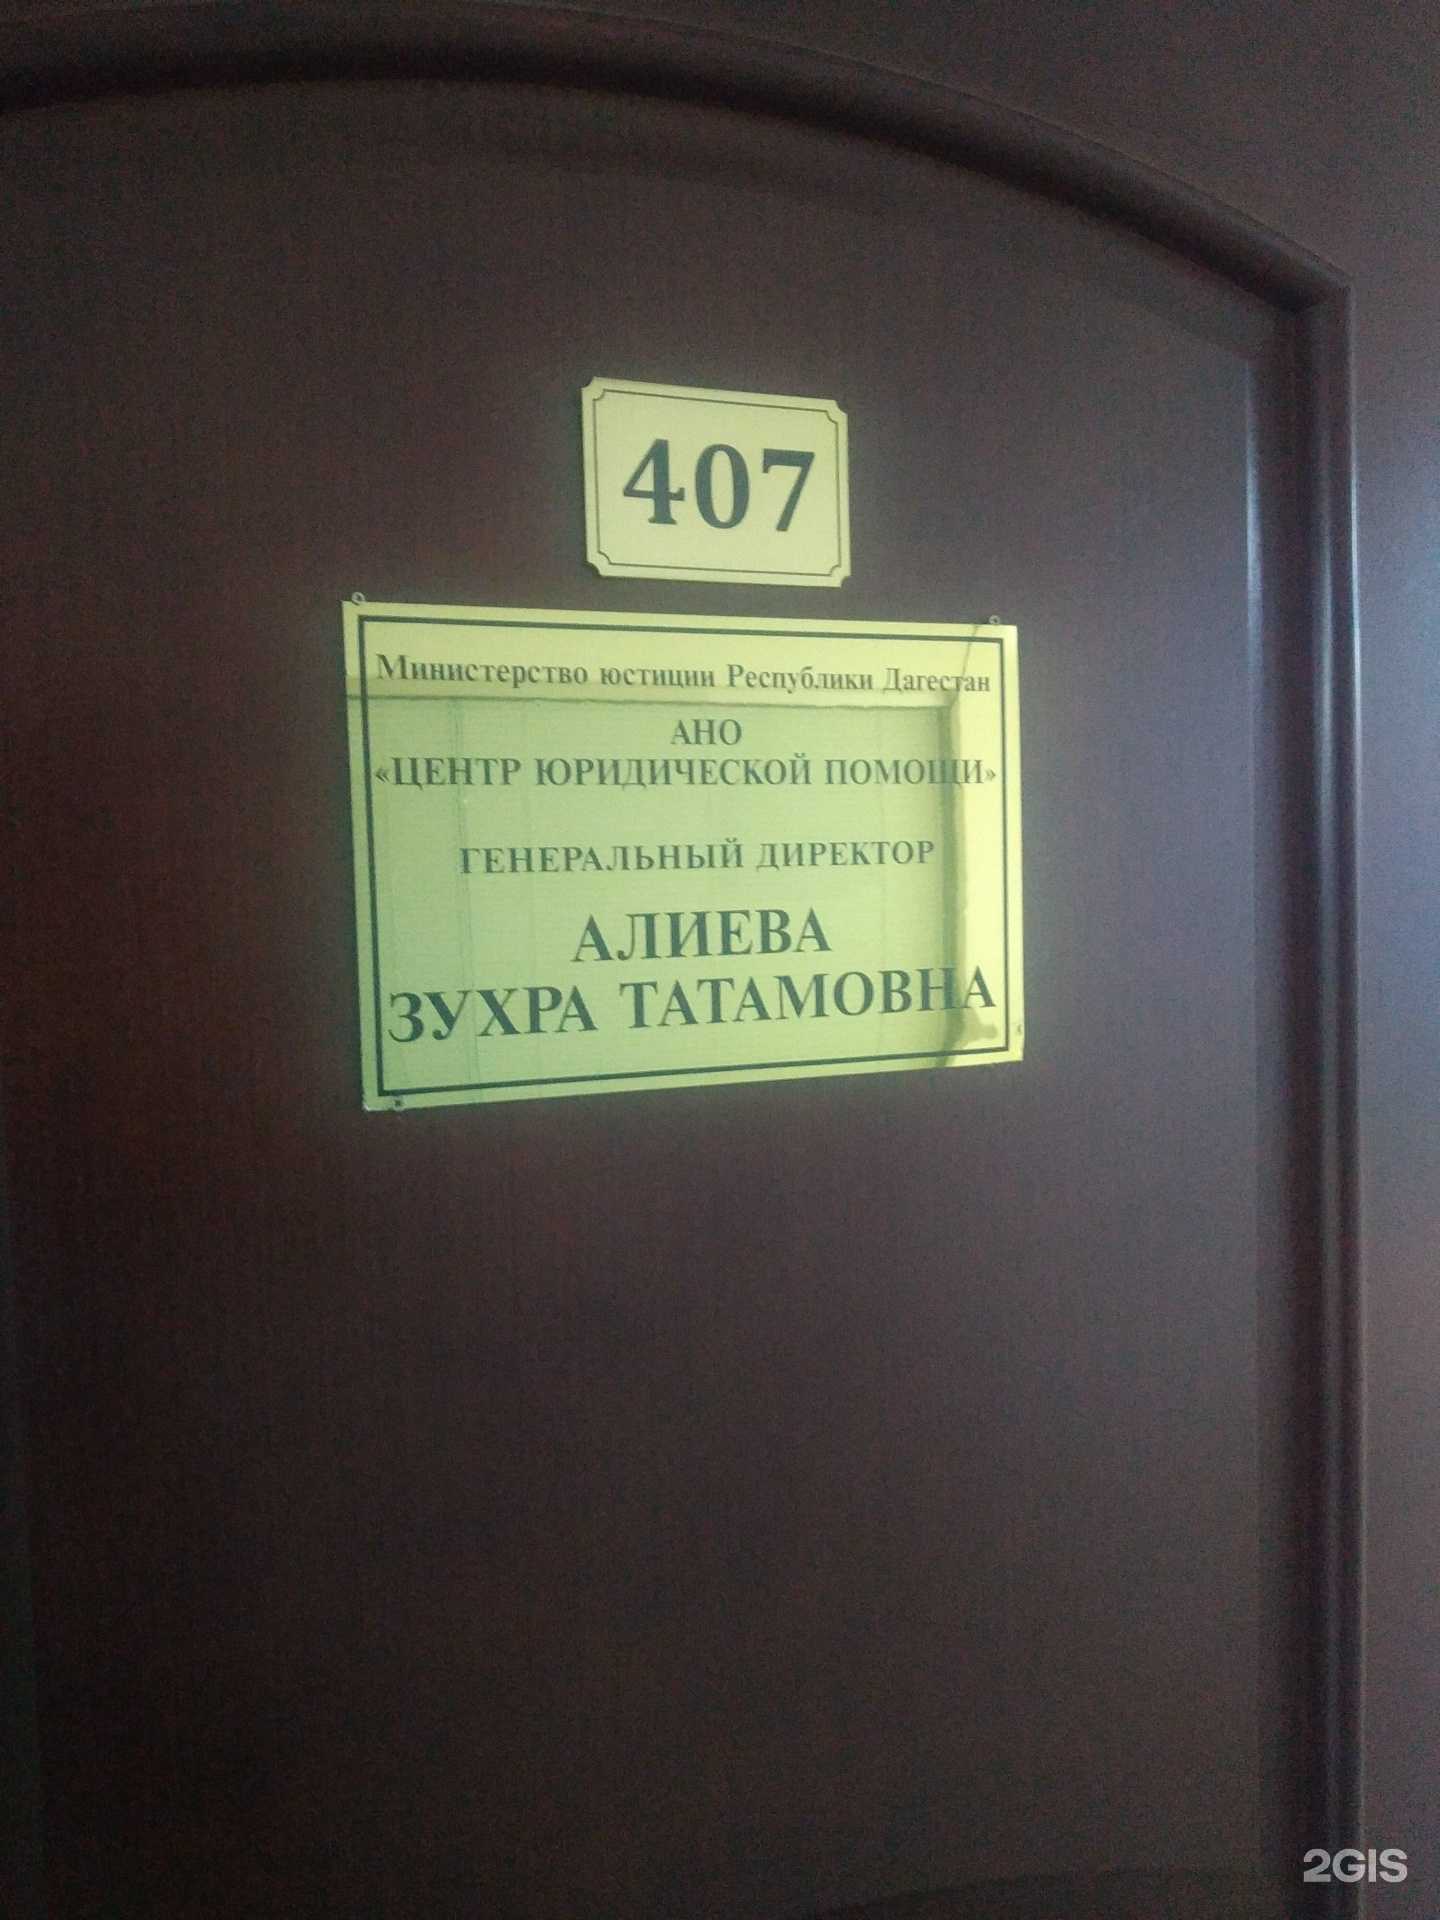 407
Министерство юстиции Республики Дагестан
АНО
«ЦЕНТР ЮРИДИЧЕСКОЙ ПОМОЩИ»
ГЕНЕРАЛЬНЫЙ ДИРЕКТОР
АЛИЕВА
ЗУХРА ТАТАМОВНА
2GIS